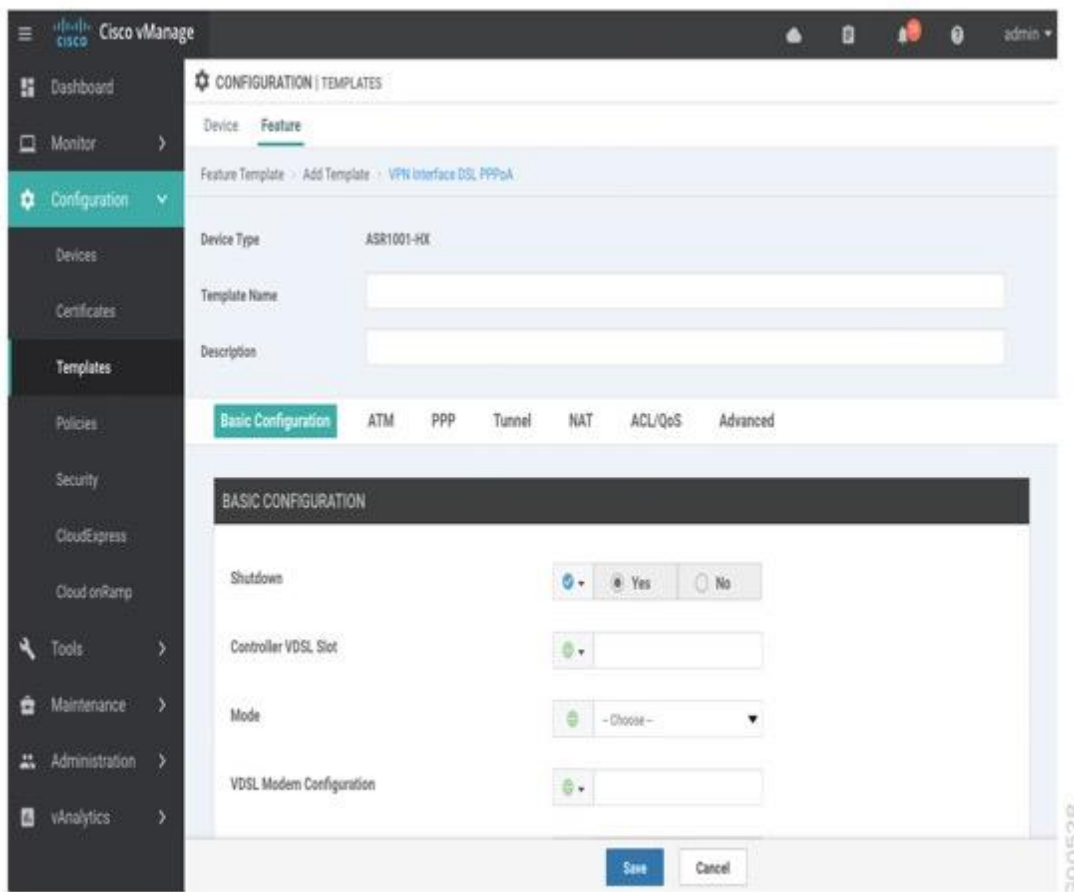 CISCO Cisco vManage
admin
Dashboard
Monitor
Configuration
Devices
Certificates
Templates
Policies
Security
CloudExpress
Cloud onRamp
Tools
Maintenance
Administration
vAnalytics
CONFIGURATION | TEMPLATES
Device Feature
Feature Template > Add Template > VPN Interface DSL PPPoA
Device Type ASR1001-HX
Template Name
Description
Basic Configuration ATM PPP Tunnel NAT ACL/QoS Advanced
BASIC CONFIGURATION
Shutdown Yes No
Controller VDSL Slot
Mode -- Choose --
VDSL Modem Configuration
Save Cancel